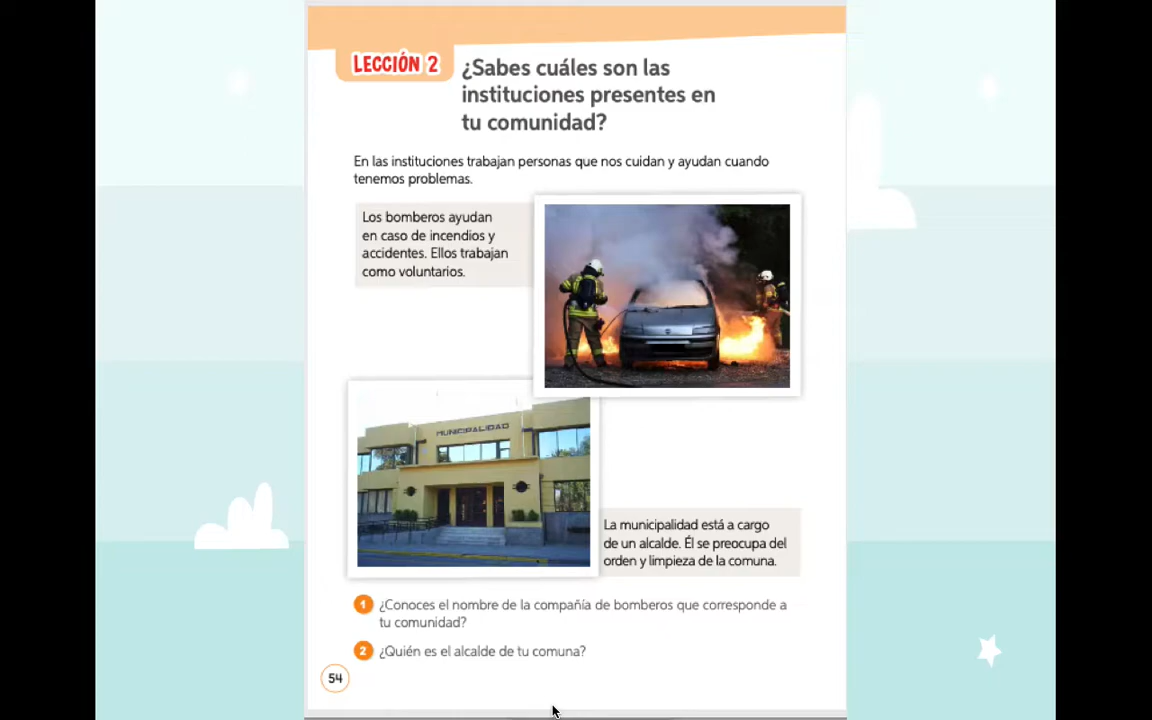 LECCIÓN 2
¿Sabes cuáles son las
instituciones presentes en
tu comunidad?
En las instituciones trabajan personas que nos cuidan y ayudan cuando
tenemos problemas.
Los bomberos ayudan
en caso de incendios y
accidentes. Ellos trabajan
como voluntarios.
MUNICIPALIDAD
La municipalidad está a cargo
de un alcalde. Él se preocupa del
orden y limpieza de la comuna.
1 ¿Conoces el nombre de la compañía de bomberos que corresponde a
tu comunidad?
2 ¿Quién es el alcalde de tu comuna?
54